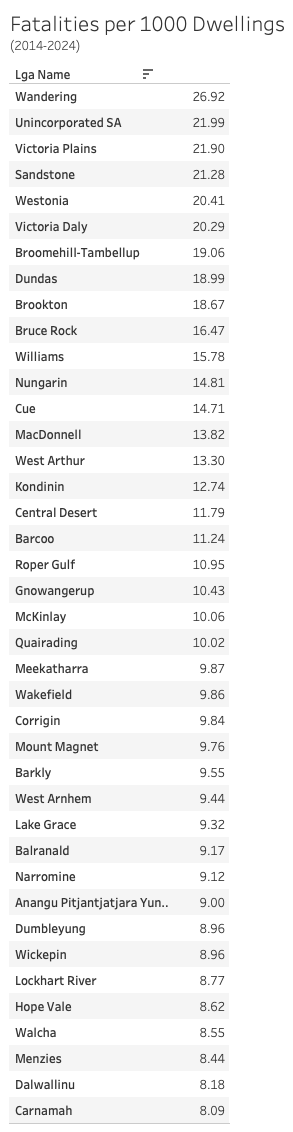 Fatalities per 1000 Dwellings
(2014-2024)
Lga Name
Wandering 26.92
Unincorporated SA 21.99
Victoria Plains 21.90
Sandstone 21.28
Westonia 20.41
Victoria Daly 20.29
Broomehill-Tambellup 19.06
Dundas 18.99
Brookton 18.67
Bruce Rock 16.47
Williams 15.78
Nungarin 14.81
Cue 14.71
MacDonnell 13.82
West Arthur 13.30
Kondinin 12.74
Central Desert 11.79
Barcoo 11.24
Roper Gulf 10.95
Gnowangerup 10.43
McKinlay 10.06
Quairading 10.02
Meekatharra 9.87
Wakefield 9.86
Corrigin 9.84
Mount Magnet 9.76
Barkly 9.55
West Arnhem 9.44
Lake Grace 9.32
Balranald 9.17
Narromine 9.12
Anangu Pitjantjatjara Yun.. 9.00
Dumbleyung 8.96
Wickepin 8.96
Lockhart River 8.77
Hope Vale 8.62
Walcha 8.55
Menzies 8.44
Dalwallinu 8.18
Carnamah 8.09